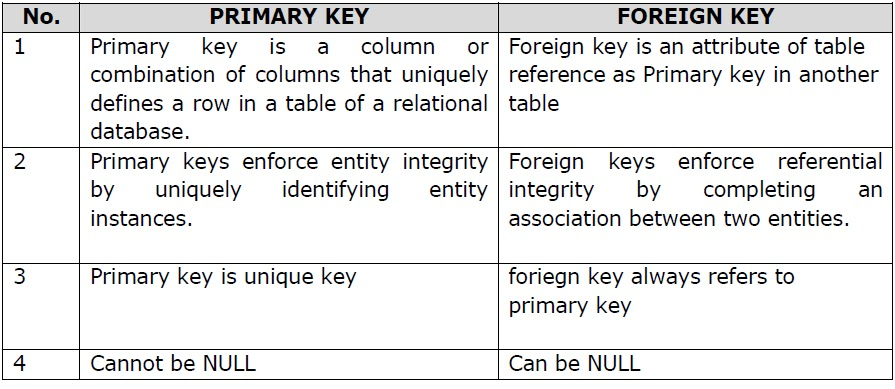 No. PRIMARY KEY FOREIGN KEY
1
Primary key is a column or
combination of columns that uniquely
defines a row in a table of a relational
database.
Foreign key is an attribute of table
reference as Primary key in another
table
2
Primary keys enforce entity integrity
by uniquely identifying entity
instances.
Foreign keys enforce referential
integrity by completing an
association between two entities.
3
Primary key is unique key
foriegn key always refers to
primary key
4
Cannot be NULL
Can be NULL